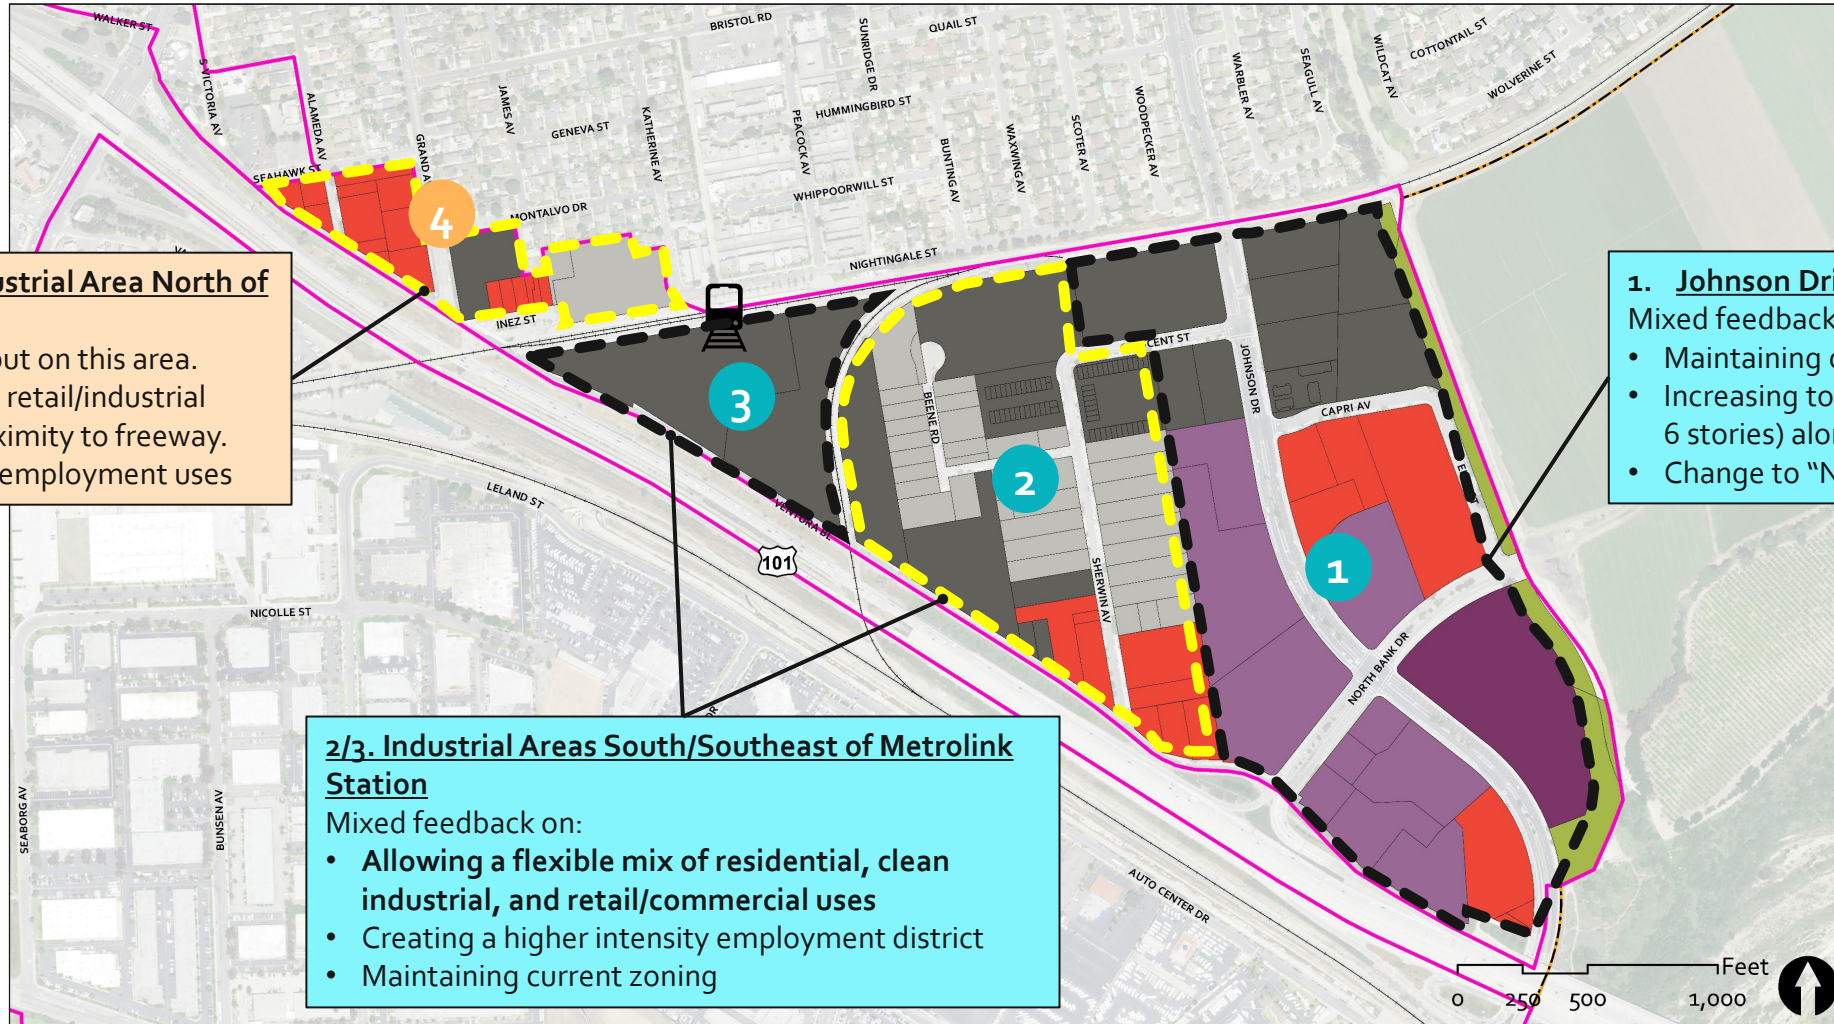 WALKER ST
S VICTORIA AV
ALAMEDA AV
SEAHAWK ST
GRAND A
JAMES AV
GENEVA ST
KATHERINE AV
MONTALVO DR
INEZ ST
BRISTOL RD
QUAIL ST
SUNRIDGE DR
HUMMINGBIRD ST
PEACOCK AV
WHIPPOORWILL ST
NIGHTINGALE ST
BUNTING AV
WAXWING AV
SCOTER AV
WOODPECKER AV
WARBLER AV
SEAGULL AV
WILDCAT AV
COTTONTAIL ST
WOLVERINE ST
4
ustrial Area North of
out on this area.
retail/industrial
ximity to freeway.
employment uses
1. Johnson Dri
Mixed feedback
• Maintaining c
• Increasing to
6 stories) alon
• Change to “N
3
2
1
BEENE RD
CENT ST
JOHNSON DR
CAPRI AV
SHERWIN AV
NORTH BANK DR
VENTURA BL
101
LELAND ST
NICOLLE ST
SEABORG AV
BUNSEN AV
DR
AUTO CENTER DR
2/3. Industrial Areas South/Southeast of Metrolink
Station
Mixed feedback on:
• Allowing a flexible mix of residential, clean
industrial, and retail/commercial uses
• Creating a higher intensity employment district
• Maintaining current zoning
Feet
0 250 500 1,000